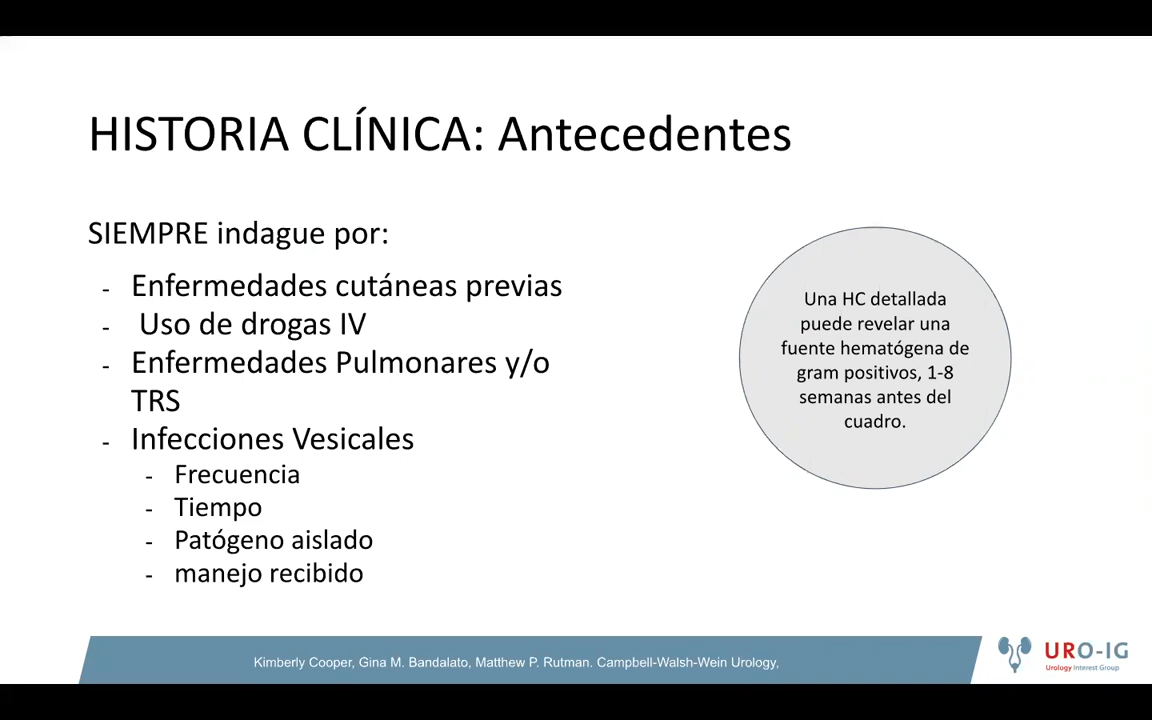 HISTORIA CLÍNICA: Antecedentes
SIEMPRE indague por:
- Enfermedades cutáneas previas
- Uso de drogas IV
- Enfermedades Pulmonares y/o
TRS
- Infecciones Vesicales
- Frecuencia
- Tiempo
- Patógeno aislado
- manejo recibido
Una HC detallada
puede revelar una
fuente hematógena de
gram positivos, 1-8
semanas antes del
cuadro.
Kimberly Cooper, Gina M. Bandalato, Matthew P. Rutman. Campbell-Walsh-Wein Urology,
URO-IG
Urology Interest Group